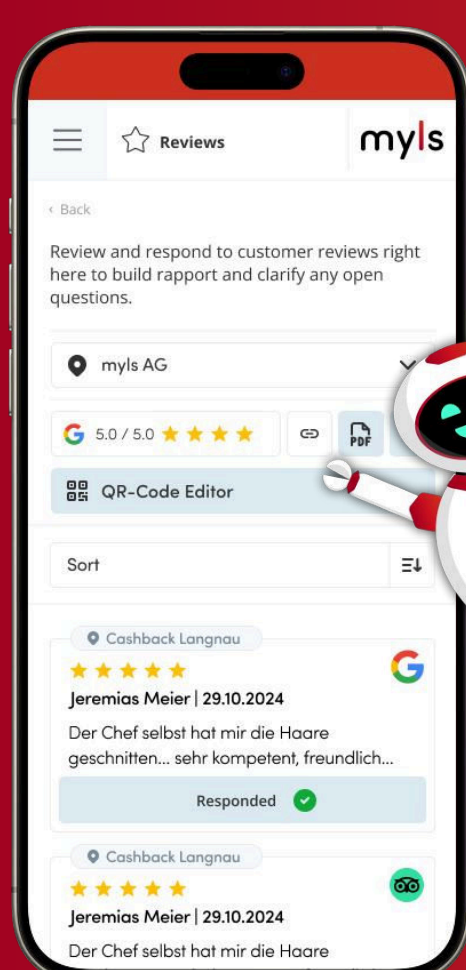 Reviews
myls
‹ Back
Review and respond to customer reviews right
here to build rapport and clarify any open
questions.
myls AG
5.0 / 5.0
PDF
QR-Code Editor
Sort
Cashback Langnau
Jeremias Meier | 29.10.2024
Der Chef selbst hat mir die Haare
geschnitten... sehr kompetent, freundlich...
Responded
Cashback Langnau
Jeremias Meier | 29.10.2024
Der Chef selbst hat mir die Haare